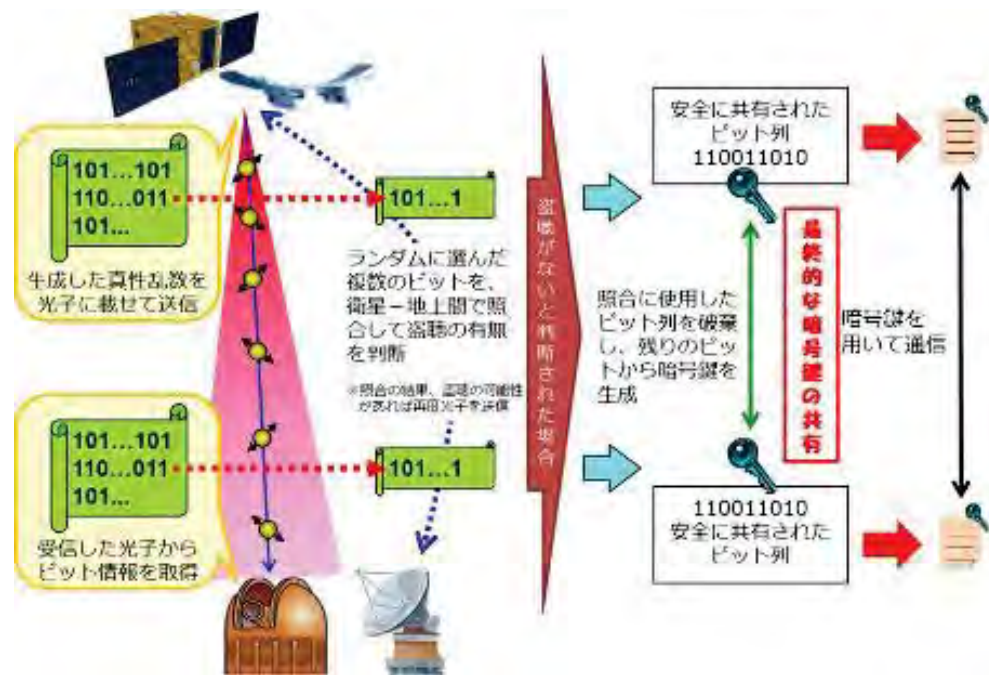 101...101
110...011
101...
生成した真性乱数を
光子に載せて送信
101...1
ランダムに選んだ
複数のビットを、
衛星－地上間で照
合して盗聴の有無
を判断
※照合の結果、盗聴の可能性
があれば再度光子を送信
101...101
110...011
101...
受信した光子から
ビット情報を取得
101...1
盗聴がないと判断された場合
安全に共有された
ビット列
110011010
照合に使用した
ビット列を破棄
し、残りのビッ
トから暗号鍵を
生成
最終的な暗号鍵の共有
110011010
安全に共有された
ビット列
暗号鍵を
用いて通信